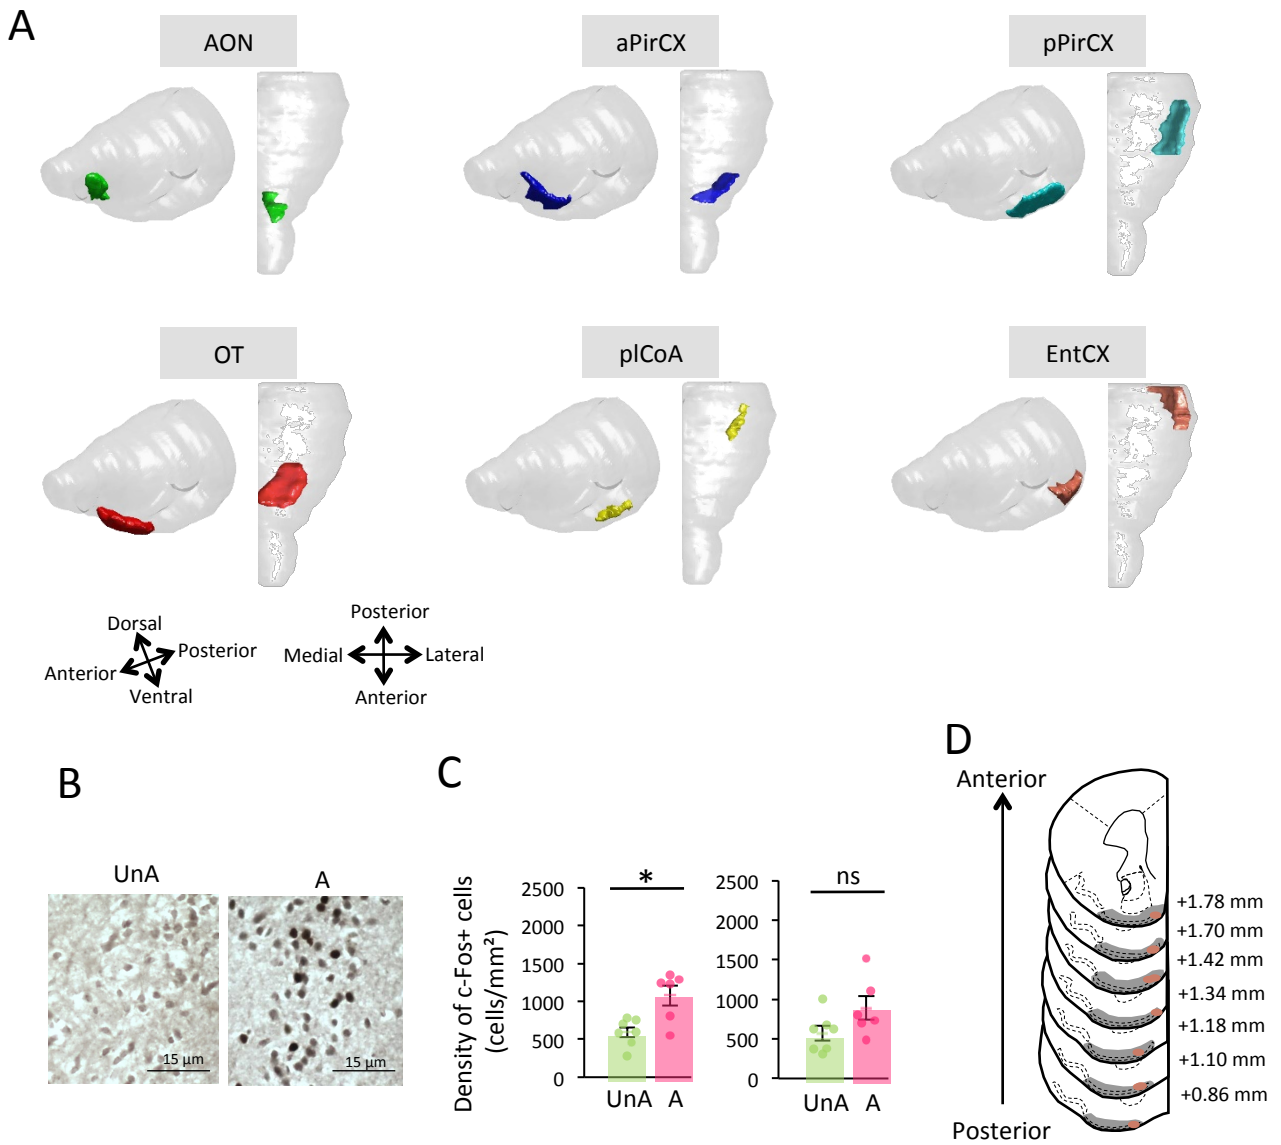 A
AON
aPirCX
pPirCX
OT
plCoA
EntCX
Dorsal
Posterior
Anterior
Ventral
Posterior
Medial
Lateral
Anterior
B
UnA
A
15 µm
15 µm
C
Density of c-Fos+ cells
(cells/mm²)
2500
2000
1500
1000
500
0
*
UnA
A
2500
2000
1500
1000
500
0
ns
UnA
A
D
Anterior
Posterior
+1.78 mm
+1.70 mm
+1.42 mm
+1.34 mm
+1.18 mm
+1.10 mm
+0.86 mm